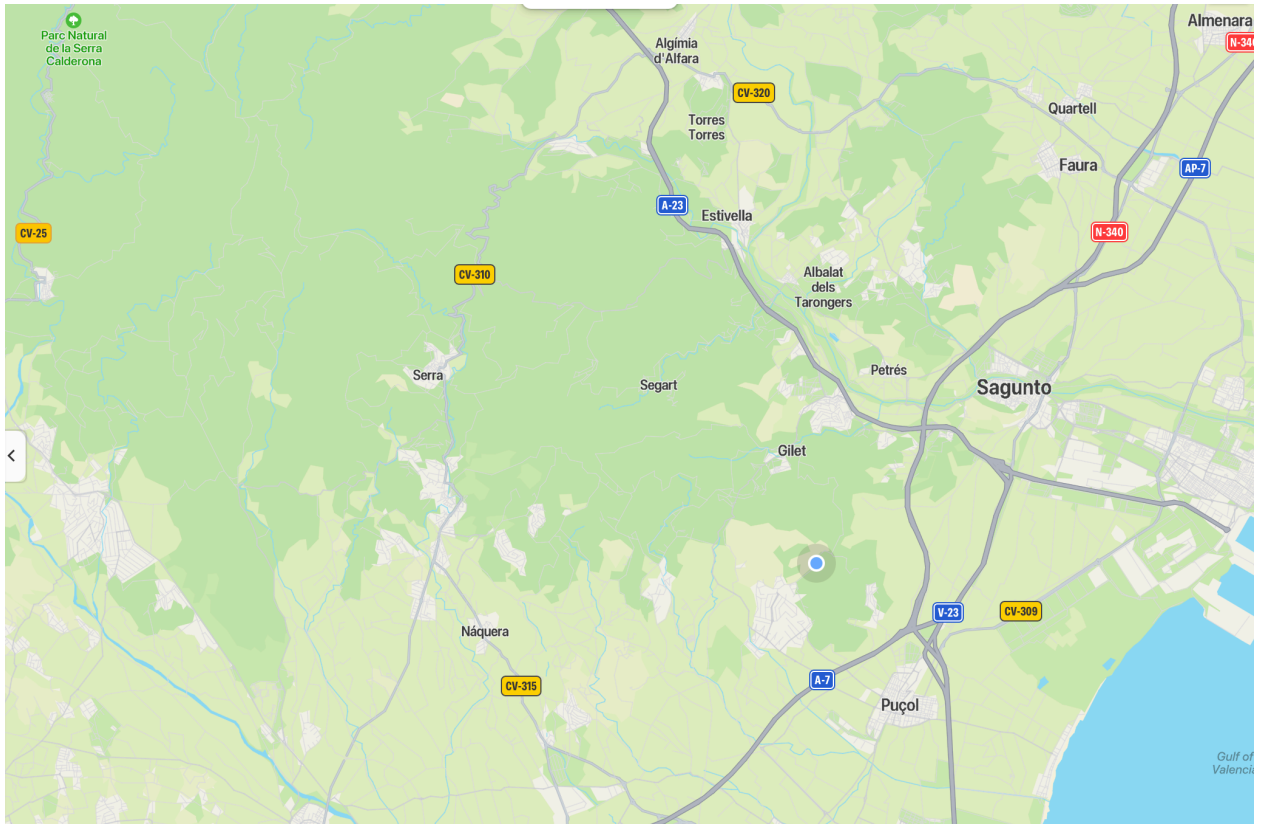 Parc Natural
de la Serra
Calderona
Algímia
d'Alfara
Almenara
N-340
CV-320
Quartell
Torres
Torres
Faura
AP-7
A-23
Estivella
CV-25
N-340
CV-310
Albalat
dels
Tarongers
Serra
Segart
Petrés
Sagunto
Gilet
V-23
CV-309
Náquera
CV-315
A-7
Puçol
Gulf of
Valencia